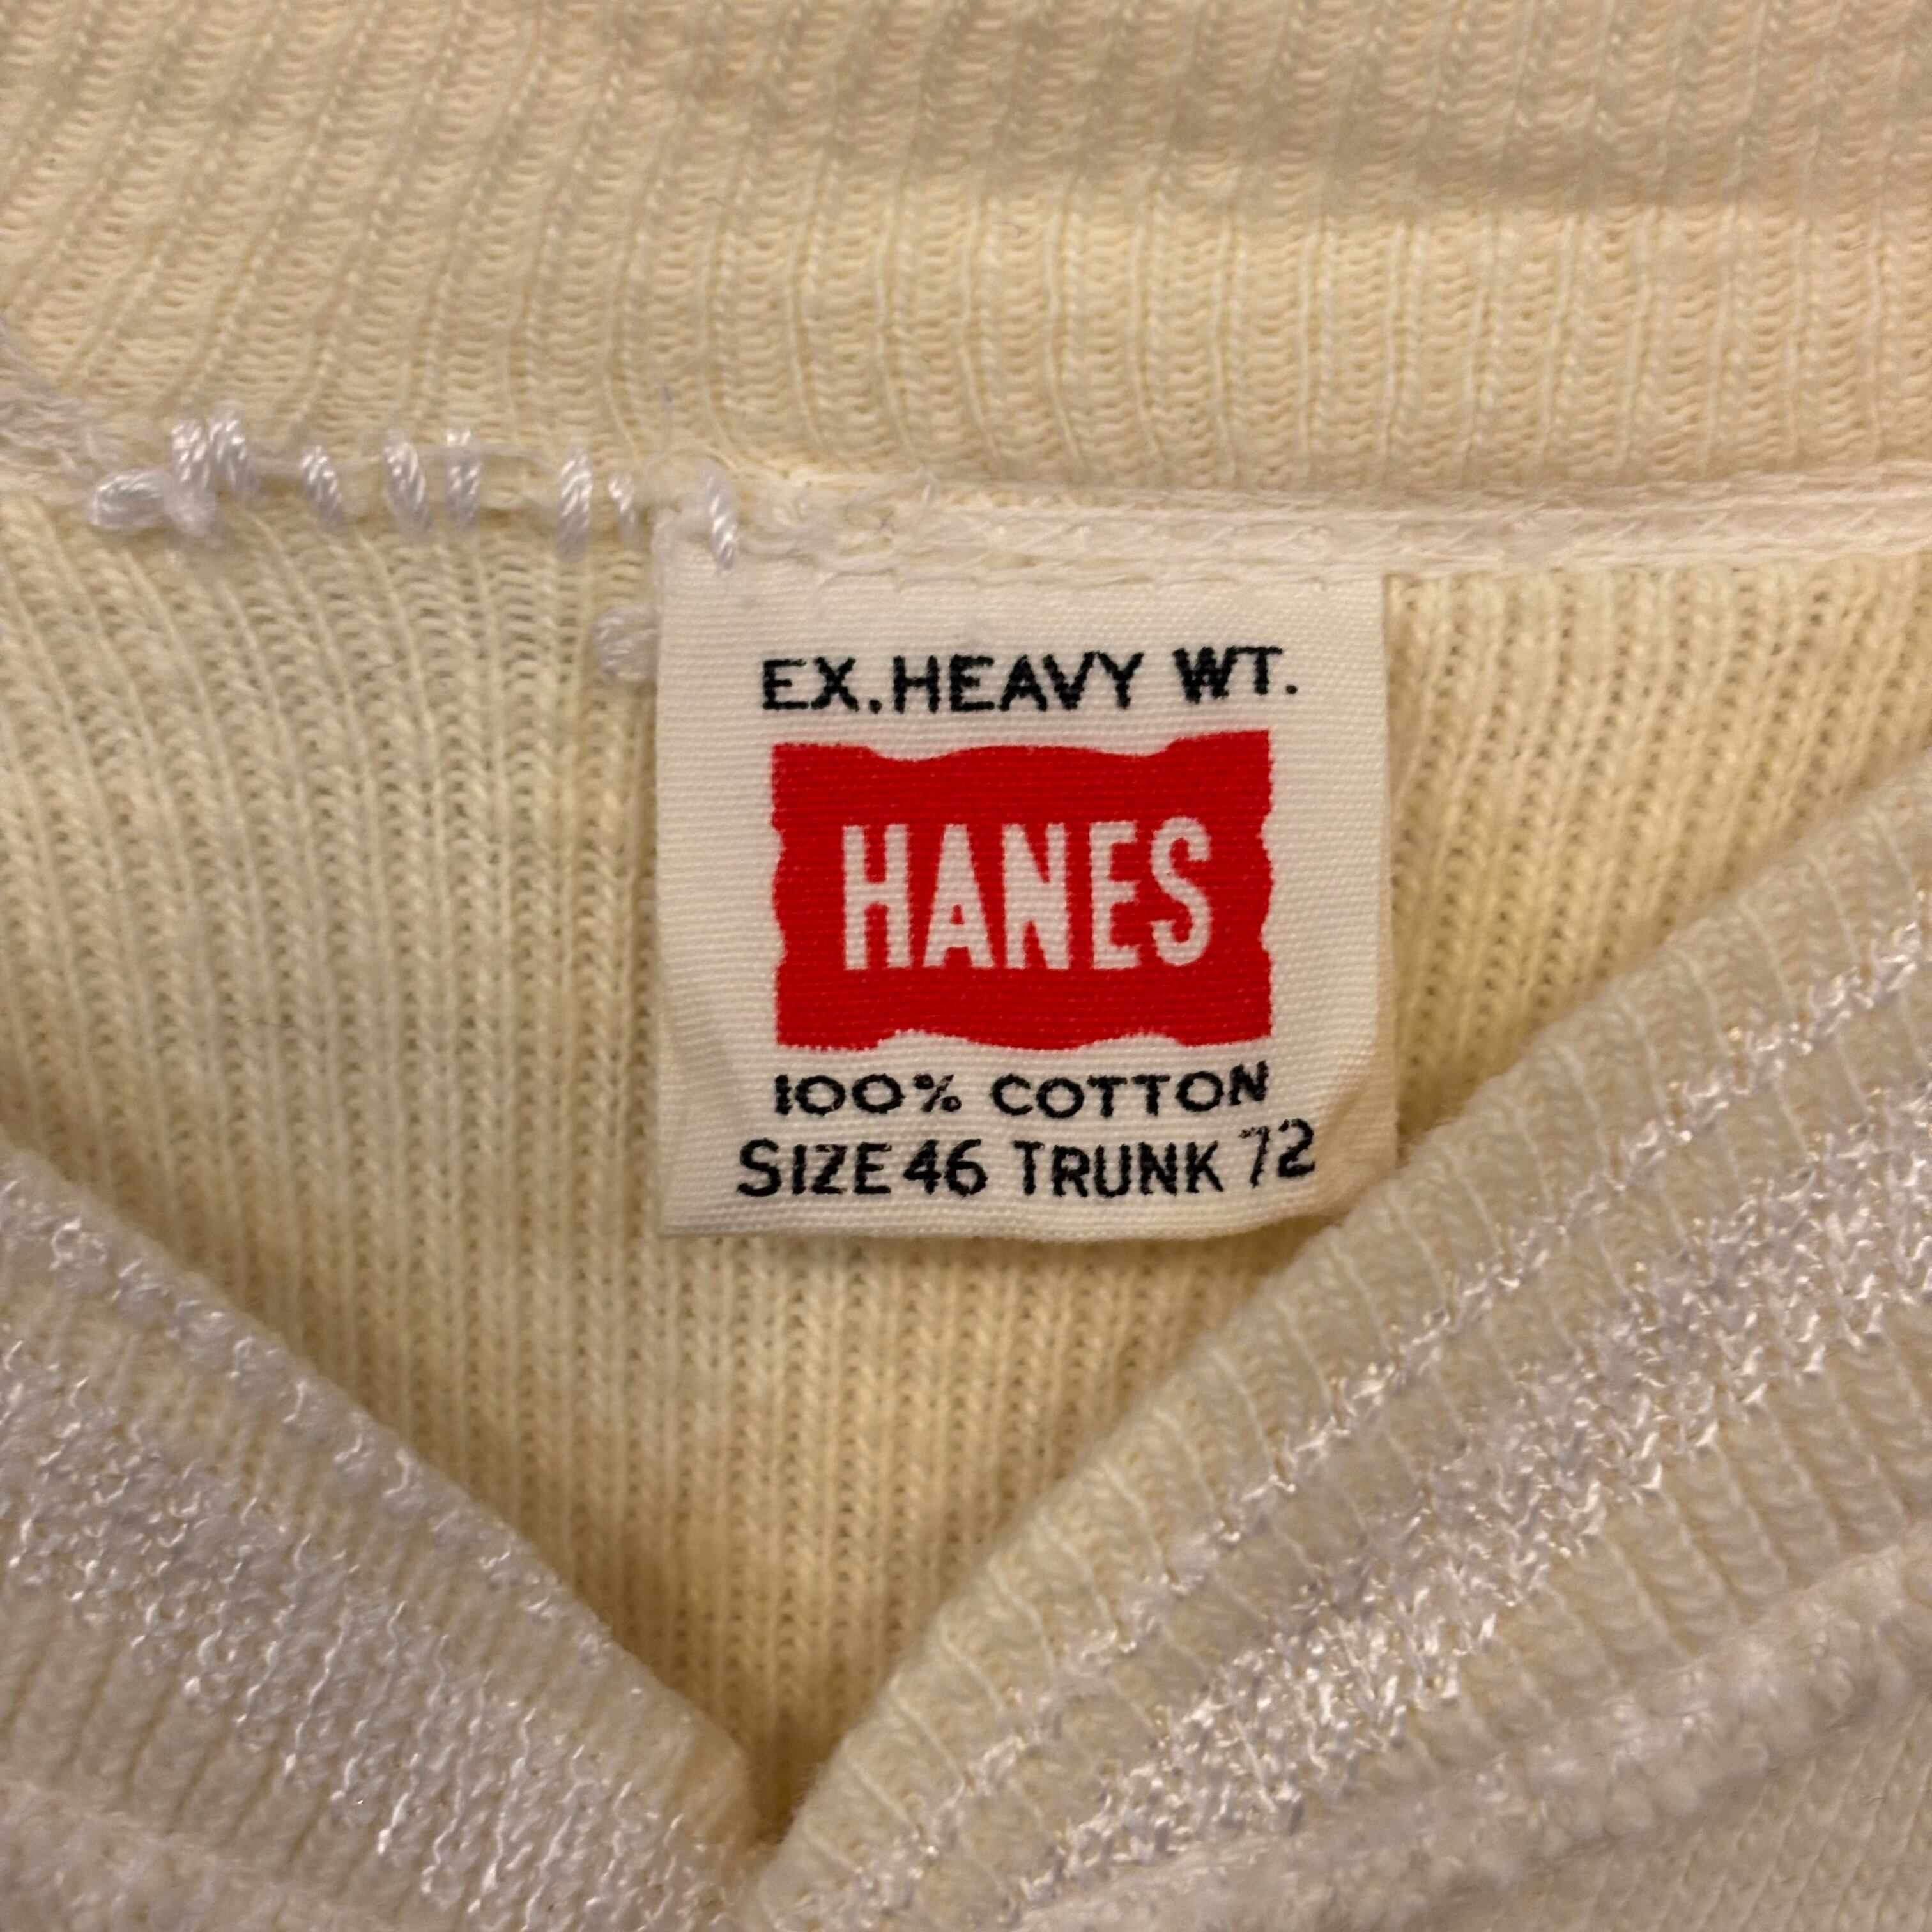 EX. HEAVY WT.
HANES
100% COTTON
SIZE 46 TRUNK 72